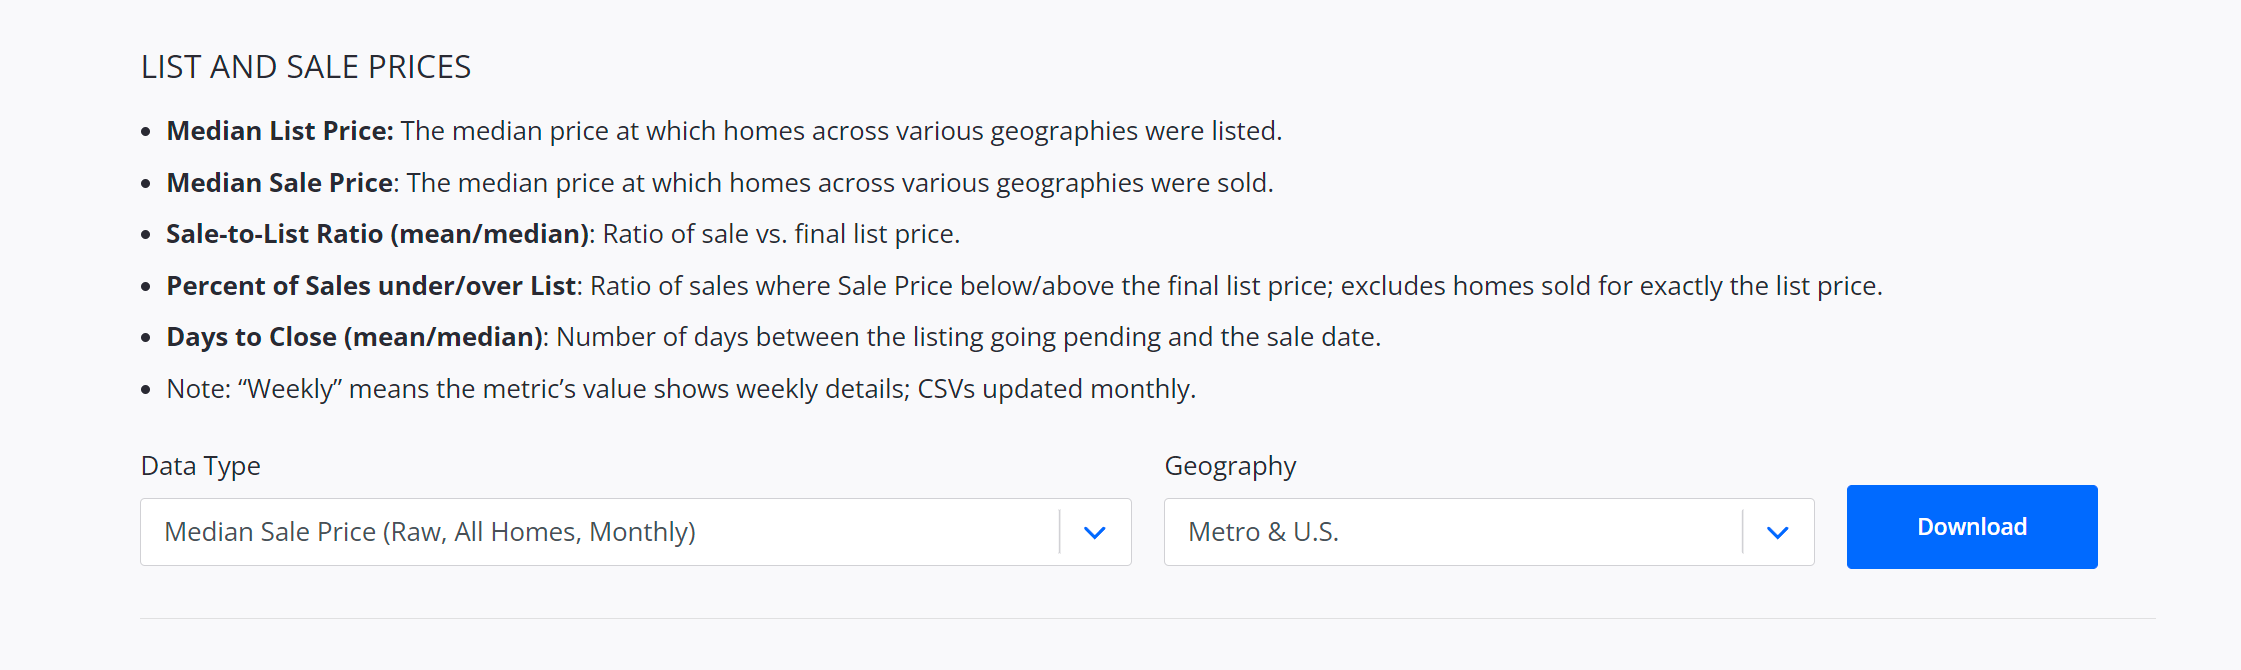 LIST AND SALE PRICES
• Median List Price: The median price at which homes across various geographies were listed.
• Median Sale Price: The median price at which homes across various geographies were sold.
• Sale-to-List Ratio (mean/median): Ratio of sale vs. final list price.
• Percent of Sales under/over List: Ratio of sales where Sale Price below/above the final list price; excludes homes sold for exactly the list price.
• Days to Close (mean/median): Number of days between the listing going pending and the sale date.
• Note: “Weekly” means the metric’s value shows weekly details; CSVs updated monthly.
Data Type
Geography
Median Sale Price (Raw, All Homes, Monthly)
Metro & U.S.
Download